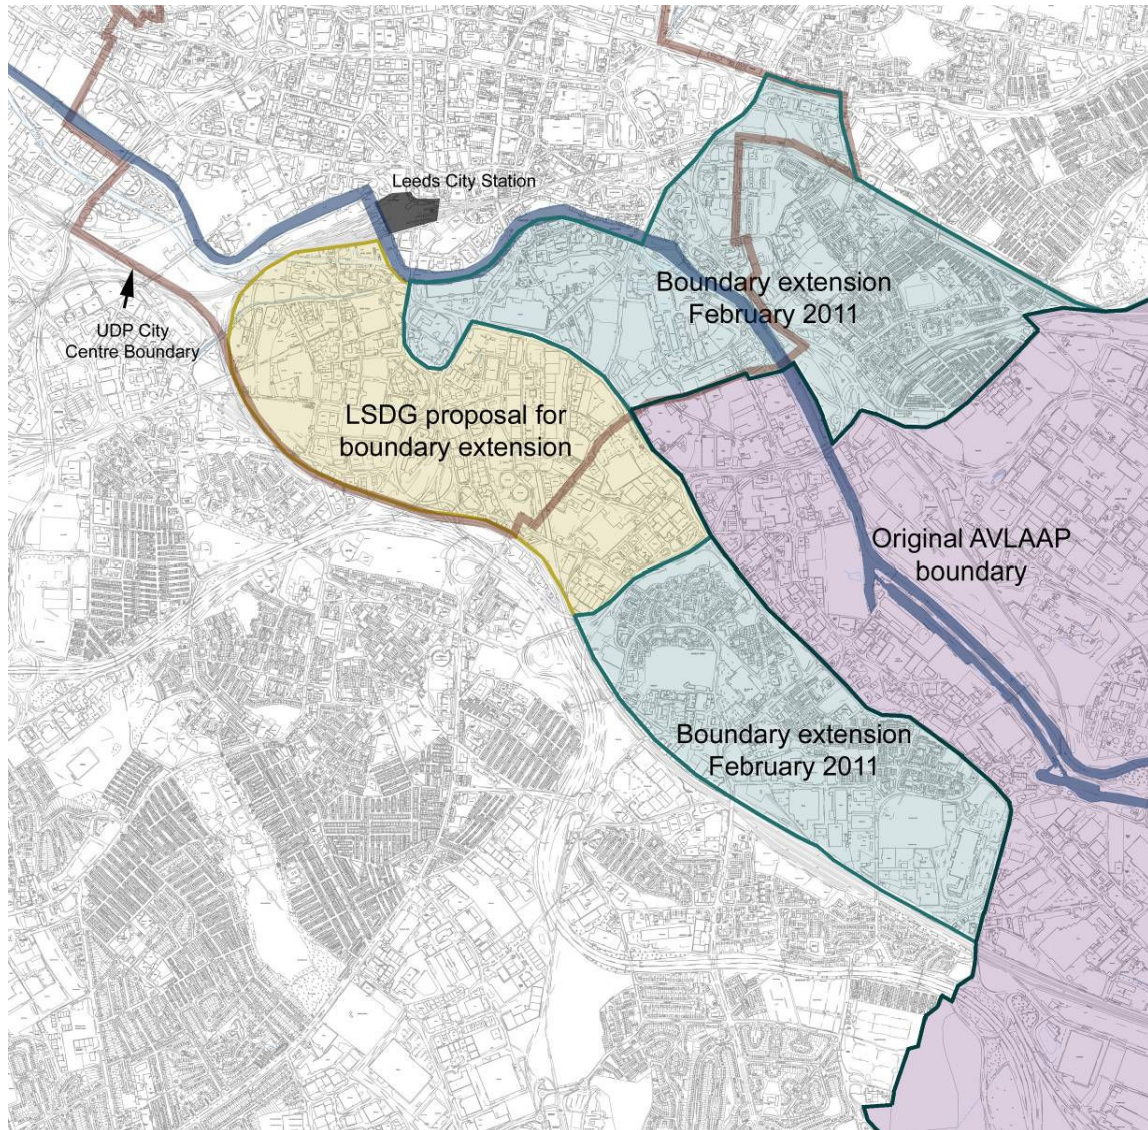 Leeds City Station
Boundary extension
February 2011
UDP City
Centre Boundary
LSDG proposal for
boundary extension
Original AVLAAP
boundary
Boundary extension
February 2011